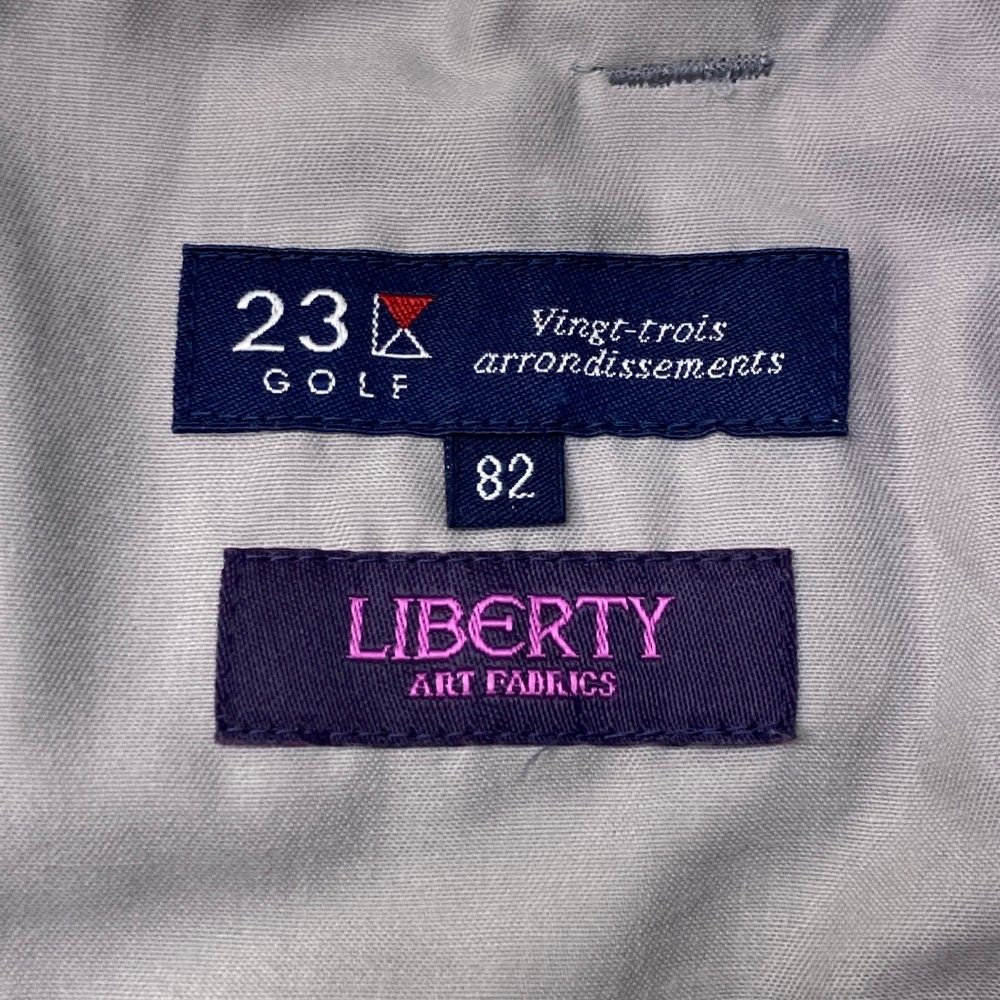 23
GOLF
Vingt-trois
arrondissements
82
LIBERTY
ART FABRICS